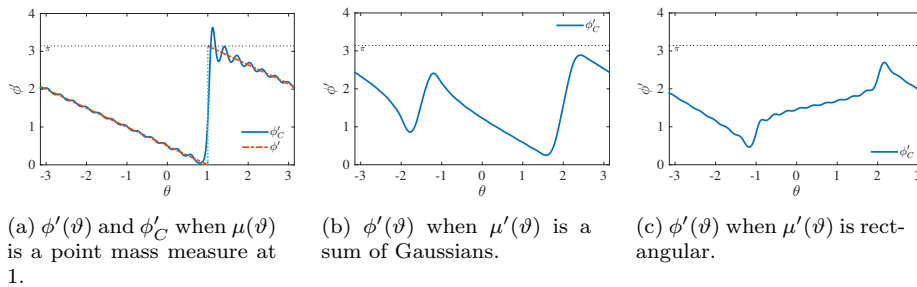 4
3
2
1
0
π
ϕ′
-3 -2 -1 0 1 2 3
θ
ϕ′_C
ϕ′
4
3
2
1
0
π
ϕ′
-3 -2 -1 0 1 2 3
θ
ϕ′_C
4
3
2
1
0
π
ϕ′
-3 -2 -1 0 1 2 3
θ
ϕ′_C
(a) ϕ′(ϑ) and ϕ′_C when μ(ϑ)
is a point mass measure at
1.
(b) ϕ′(ϑ) when μ′(ϑ) is a
sum of Gaussians.
(c) ϕ′(ϑ) when μ′(ϑ) is rect-
angular.